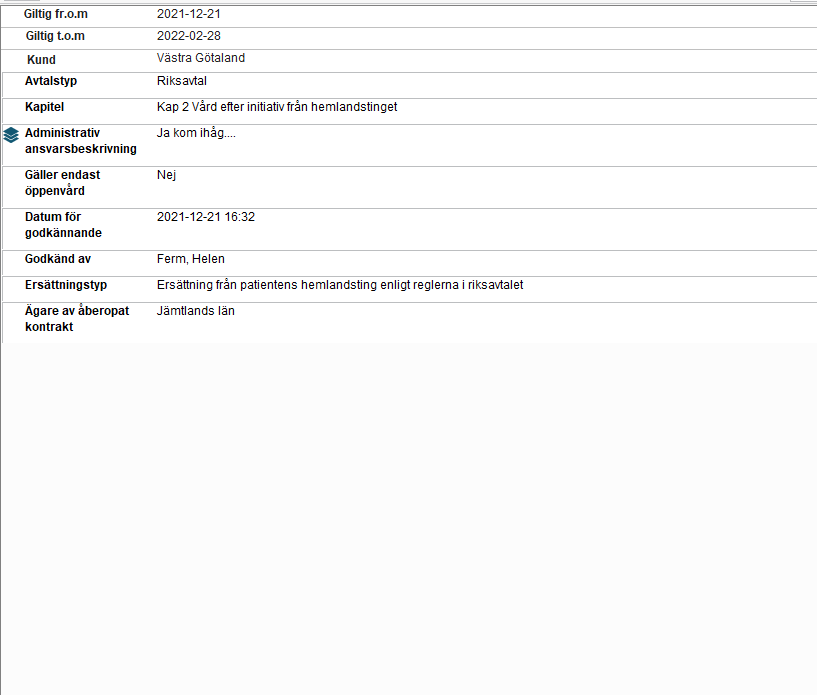 Giltig fr.o.m 2021-12-21
Giltig t.o.m 2022-02-28
Kund Västra Götaland
Avtalstyp Riksavtal
Kapitel Kap 2 Vård efter initiativ från hemlandstinget
Administrativ Ja kom ihåg....
ansvarsbeskrivning
Gäller endast Nej
öppenvård
Datum för 2021-12-21 16:32
godkännande
Godkänd av Ferm, Helen
Ersättningstyp Ersättning från patientens hemlandsting enligt reglerna i riksavtalet
Ägare av åberopat Jämtlands län
kontrakt